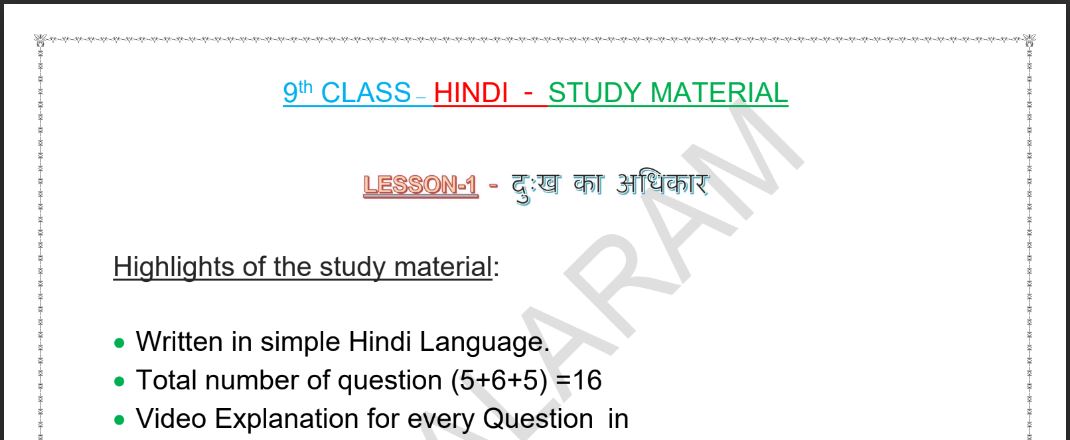 9th CLASS – HINDI - STUDY MATERIAL
LESSON-1 - दुःख का अधिकार
Highlights of the study material:
• Written in simple Hindi Language.
• Total number of question (5+6+5) =16
• Video Explanation for every Question in
ALARAM